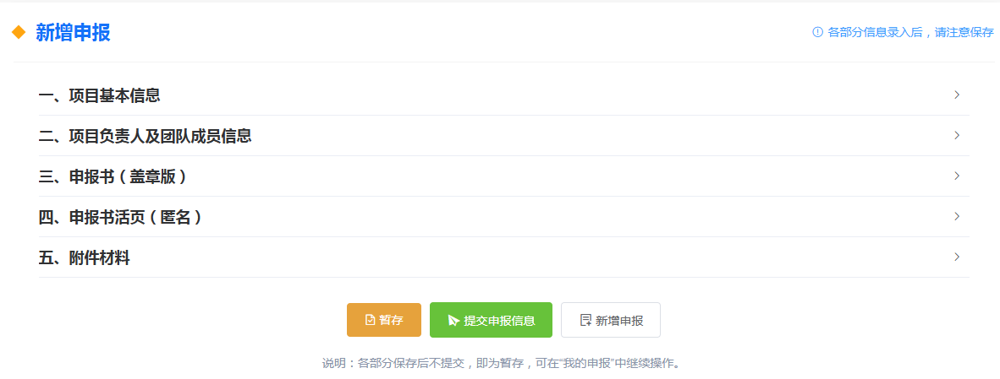 新增申报
各部分信息录入后，请注意保存
一、项目基本信息
二、项目负责人及团队成员信息
三、申报书（盖章版）
四、申报书活页（匿名）
五、附件材料
暂存
提交申报信息
新增申报
说明：各部分保存后不提交，即为暂存，可在“我的申报”中继续操作。